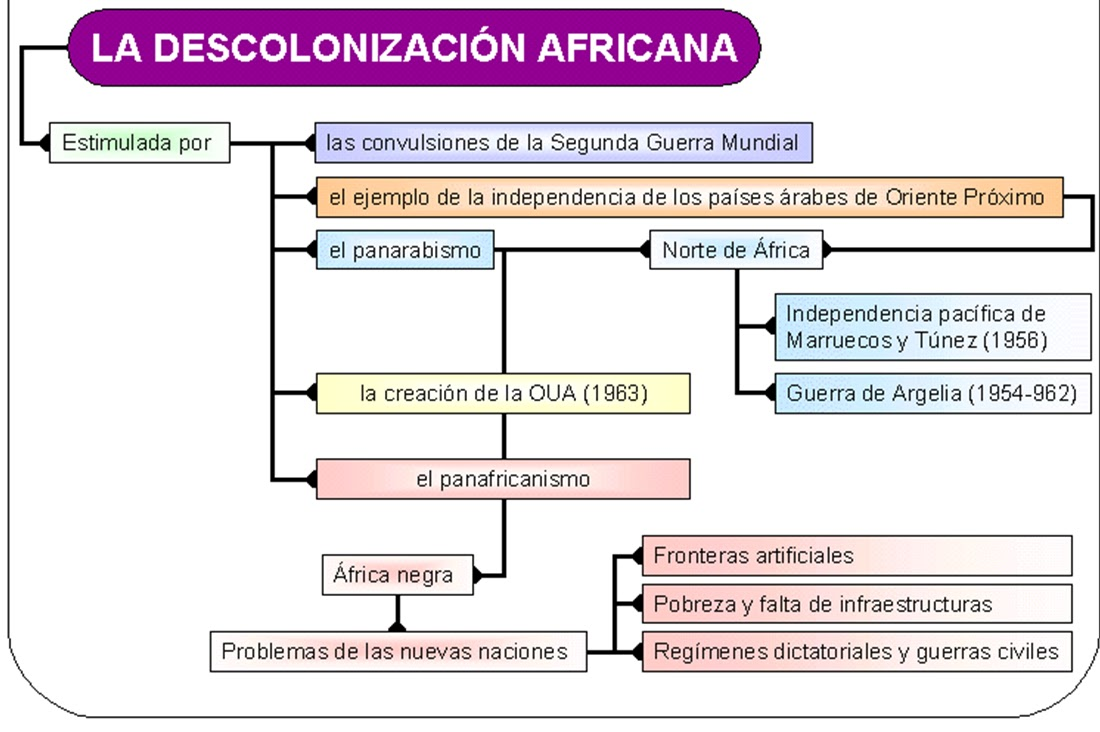 LA DESCOLONIZACIÓN AFRICANA
Estimulada por
las convulsiones de la Segunda Guerra Mundial
el ejemplo de la independencia de los países árabes de Oriente Próximo
el panarabismo
Norte de África
Independencia pacífica de
Marruecos y Túnez (1956)
Guerra de Argelia (1954-962)
la creación de la OUA (1963)
el panafricanismo
África negra
Problemas de las nuevas naciones
Fronteras artificiales
Pobreza y falta de infraestructuras
Regímenes dictatoriales y guerras civiles